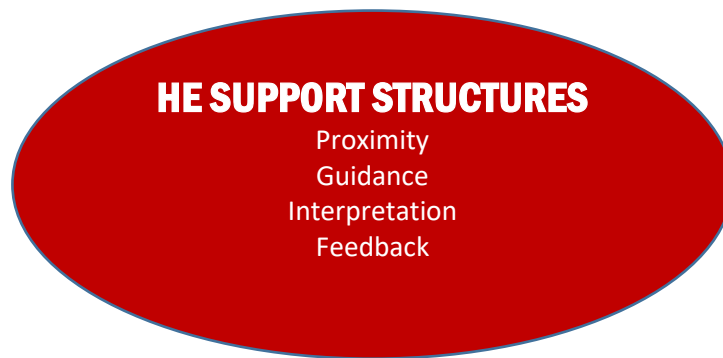 HE SUPPORT STRUCTURES
Proximity
Guidance
Interpretation
Feedback